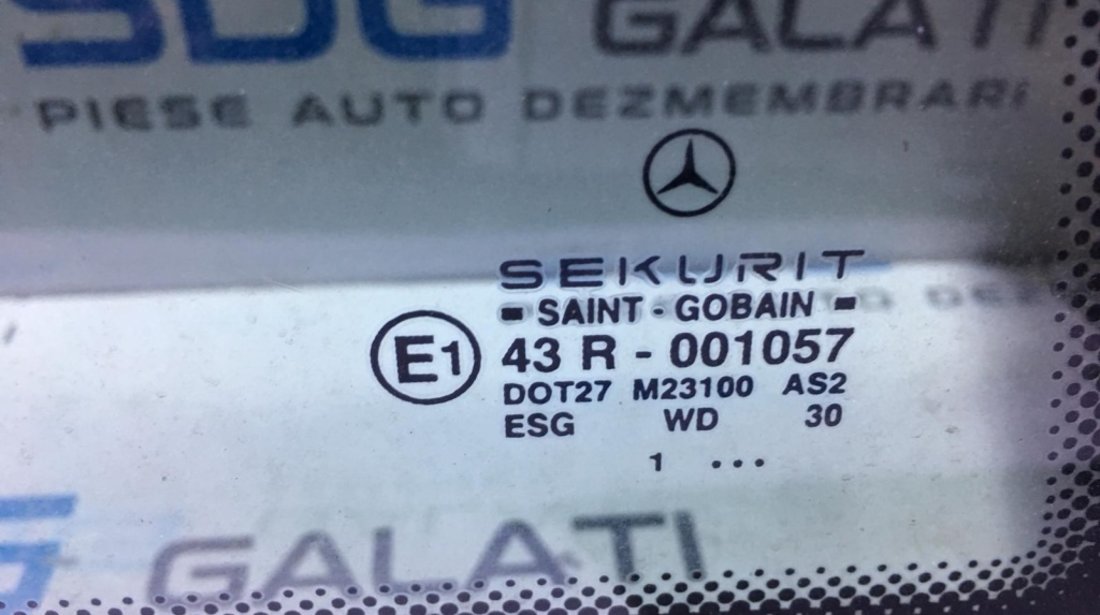 SDG GALATI
PIESE AUTO DEZMEMBRARI
SEKURIT
SAINT - GOBAIN
E1 43 R - 001057
DOT27 M23100 AS2
ESG WD 30
1 ...
GALATI